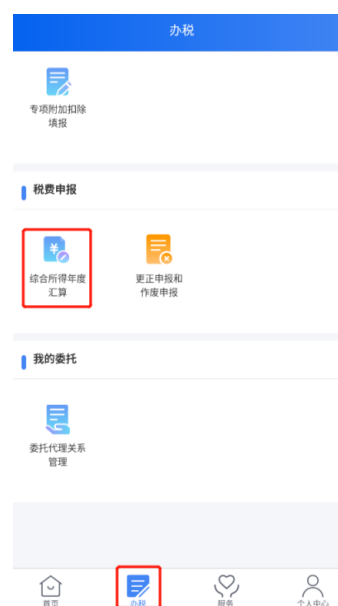 办税
专项附加扣除
填报
税费申报
综合所得年度
汇算
更正申报和
作废申报
我的委托
委托代理关系
管理
首页
办税
服务
个人中心